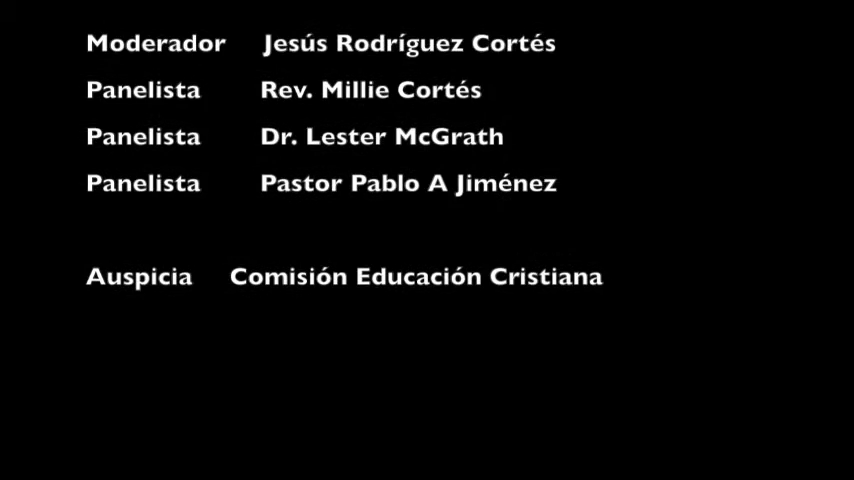 Moderador Jesús Rodríguez Cortés
Panelista Rev. Millie Cortés
Panelista Dr. Lester McGrath
Panelista Pastor Pablo A Jiménez
Auspicia Comisión Educación Cristiana